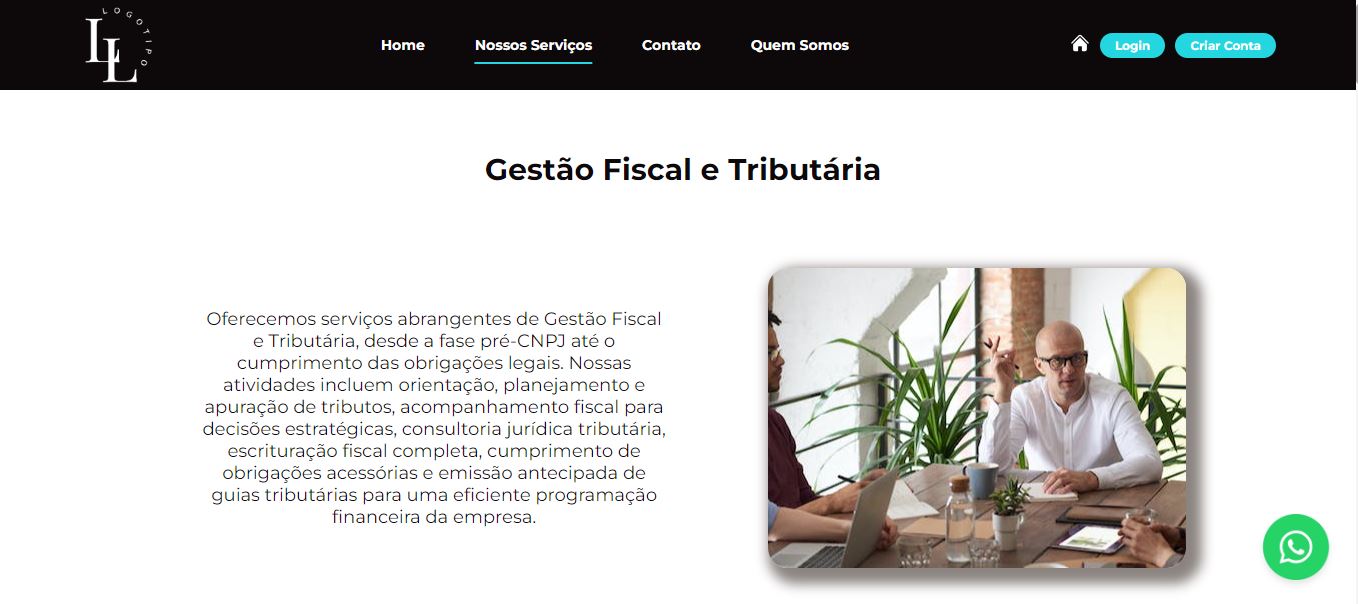 LOGOTIPO
LL
Home
Nossos Serviços
Contato
Quem Somos
Login
Criar Conta
Gestão Fiscal e Tributária
Oferecemos serviços abrangentes de Gestão Fiscal
e Tributária, desde a fase pré-CNPJ até o
cumprimento das obrigações legais. Nossas
atividades incluem orientação, planejamento e
apuração de tributos, acompanhamento fiscal para
decisões estratégicas, consultoria jurídica tributária,
escrituração fiscal completa, cumprimento de
obrigações acessórias e emissão antecipada de
guias tributárias para uma eficiente programação
financeira da empresa.